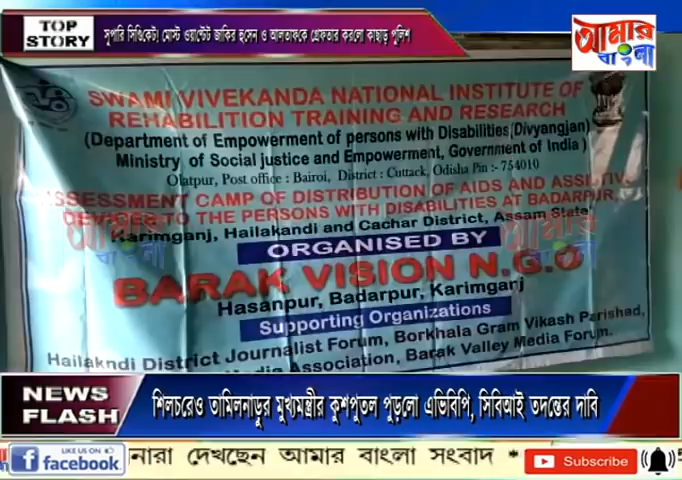 TOP STORY
সুপারি সিন্ডিকেট! মোস্ট ওয়ান্টেট জাকির হুসেন ও আলতাফকে গ্রেফতার করলো কাছাড় পুলিশ
আমার বাংলা
SWAMI VIVEKANDA NATIONAL INSTITUTE OF
REHABILITATION TRAINING AND RESEARCH
(Department of Empowerment of persons with Disabilities,(Divyangjan)
Ministry of Social justice and Empowerment, Government of India)
Olatpur, Post office : Bairoi, District : Cuttack, Odisha Pin :- 754010
ASSESSMENT CAMP OF DISTRIBUTION OF AIDS AND ASSISTIVE
DEVICES TO THE PERSONS WITH DISABILITIES AT BADARPUR,
Karimganj, Hailakandi and Cachar District, Assam State
আমার বাংলা
আমার বাংলা
ORGANISED BY
BARAK VISION N.G.O
Hasanpur, Badarpur, Karimganj
Supporting Organizations
Hailakndi District Journalist Forum, Borkhala Gram Vikash Parishad,
Media Association, Barak Valley Media Forum.
NEWS FLASH
শিলচরেও তামিলনাড়ুর মুখ্যমন্ত্রীর কুশপুতল পুড়লো এভিবিপি, সিবিআই তদন্তের দাবি
LIKE US ON
facebook
নারা দেখছেন আমার বাংলা সংবাদ *
Subscribe